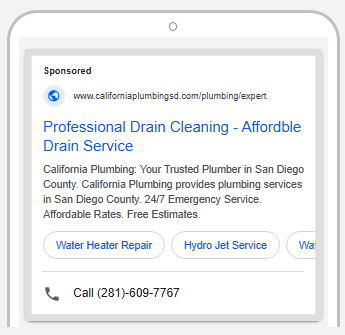 Sponsored
www.californiaplumbingsd.com/plumbing/expert
Professional Drain Cleaning - Affordble
Drain Service
California Plumbing: Your Trusted Plumber in San Diego
County. California Plumbing provides plumbing services
in San Diego County. 24/7 Emergency Service.
Affordable Rates. Free Estimates.
Water Heater Repair Hydro Jet Service
Call (281)-609-7767